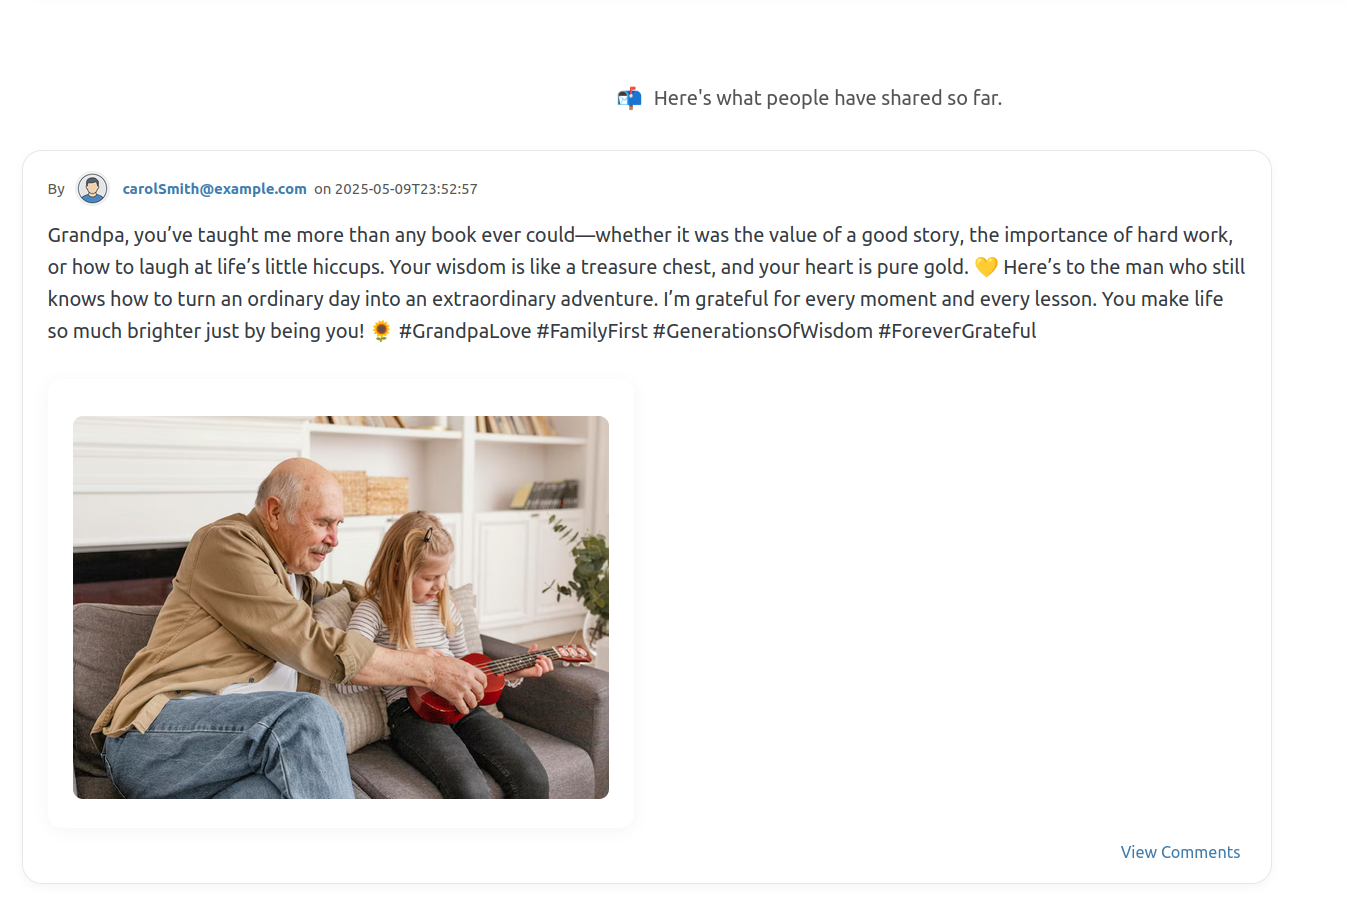 📬 Here's what people have shared so far.
By carolSmith@example.com on 2025-05-09T23:52:57
Grandpa, you’ve taught me more than any book ever could—whether it was the value of a good story, the importance of hard work,
or how to laugh at life’s little hiccups. Your wisdom is like a treasure chest, and your heart is pure gold. 💛 Here’s to the man who still
knows how to turn an ordinary day into an extraordinary adventure. I’m grateful for every moment and every lesson. You make life
so much brighter just by being you! 🌻 #GrandpaLove #FamilyFirst #GenerationsOfWisdom #ForeverGrateful
View Comments